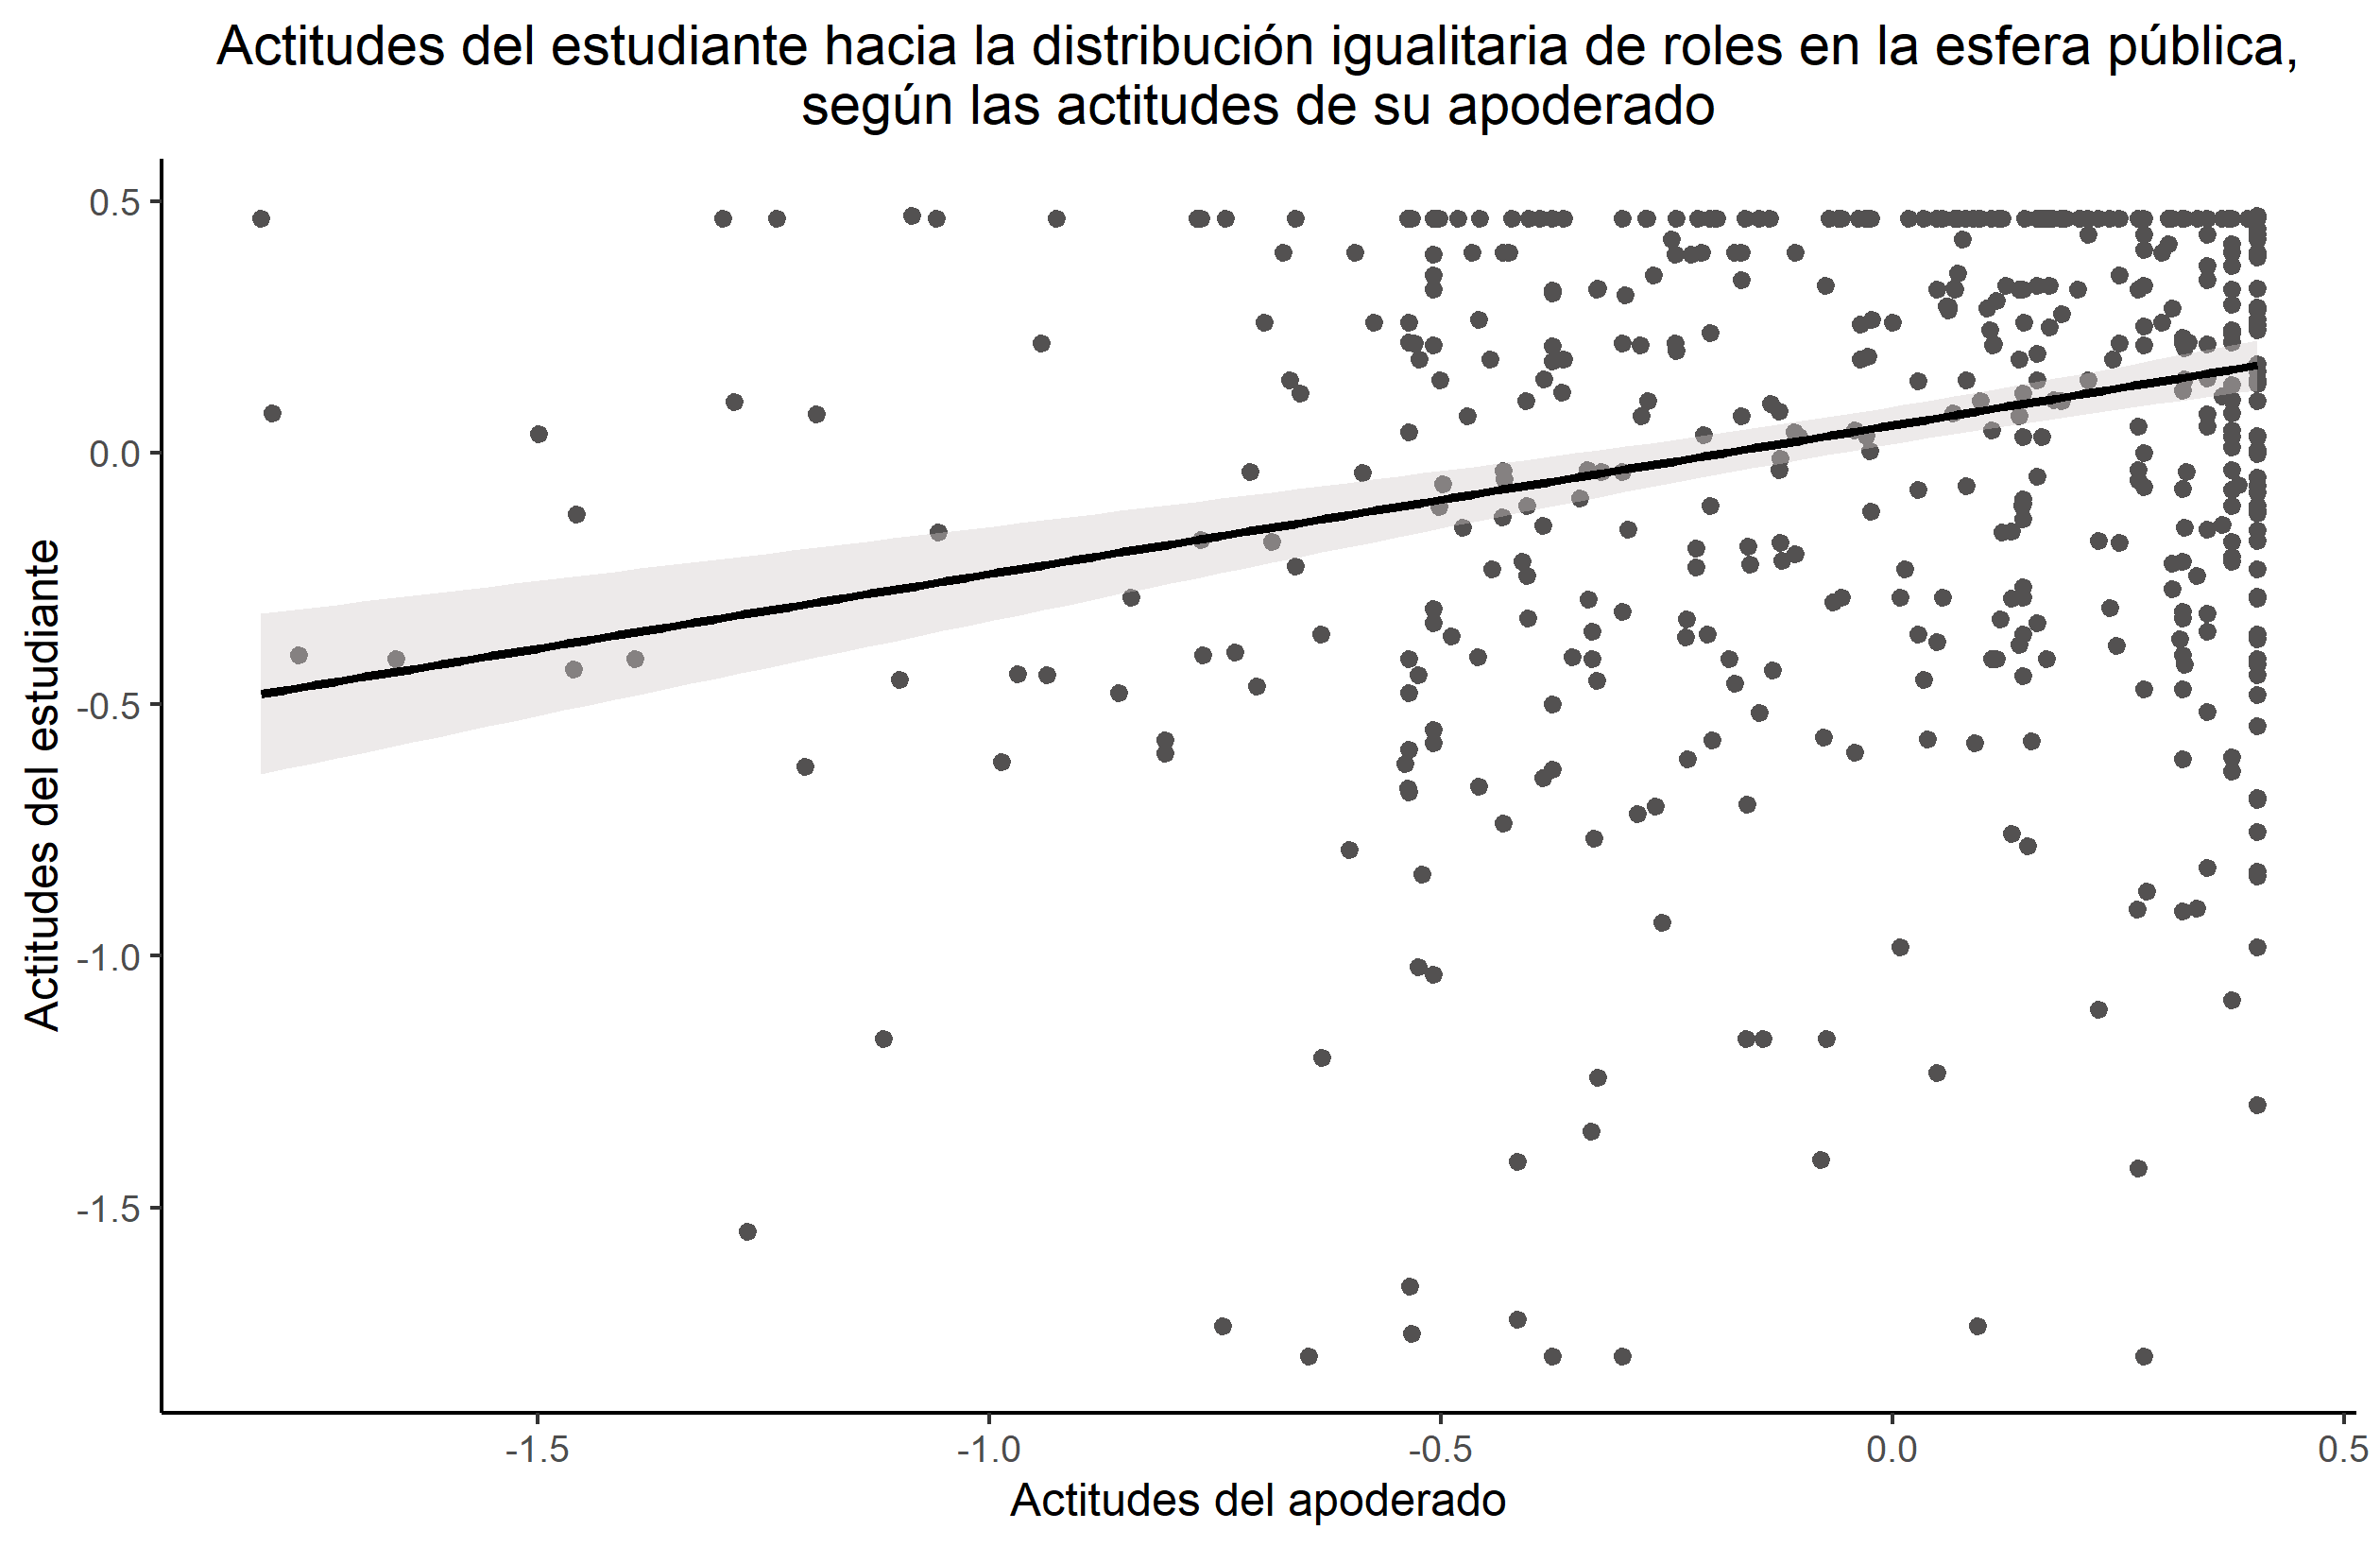 Actitudes del estudiante hacia la distribución igualitaria de roles en la esfera pública,
según las actitudes de su apoderado
Actitudes del estudiante
0.5
0.0
-0.5
-1.0
-1.5
-1.5
-1.0
-0.5
0.0
0.5
Actitudes del apoderado